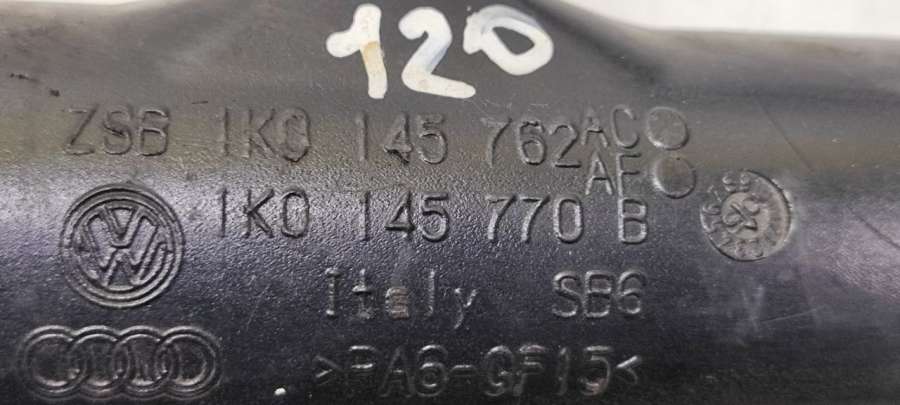 120
ZSB 1K0 145 762 AC
AF
1K0 145 770 B
Italy SB6
>PA6-GF15<